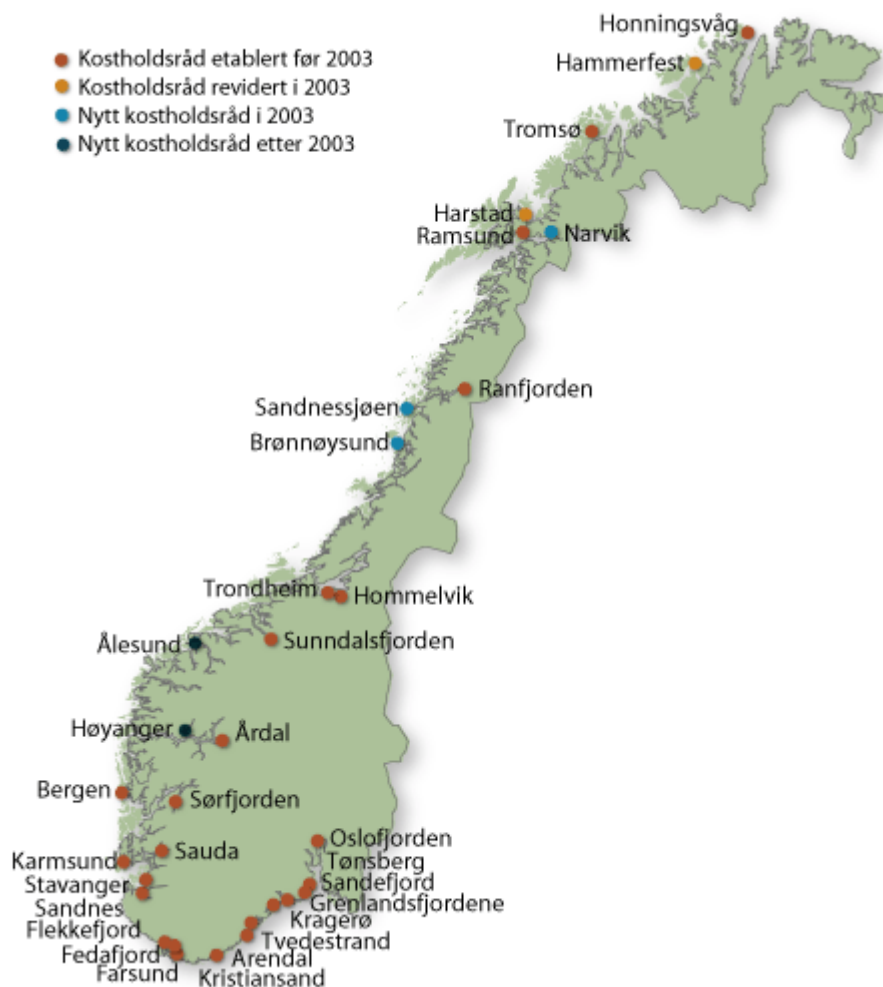 Kostholdsråd etablert før 2003
Kostholdsråd revidert i 2003
Nytt kostholdsråd i 2003
Nytt kostholdsråd etter 2003
Honningsvåg
Hammerfest
Tromsø
Harstad
Ramsund
Narvik
Ranfjorden
Sandnessjøen
Brønnøysund
Trondheim
Hommelvik
Ålesund
Sunndalsfjorden
Høyanger
Årdal
Bergen
Sørfjorden
Oslofjorden
Sauda
Tønsberg
Karmsund
Sandefjord
Stavanger
Grenlandsfjordene
Sandnes
Kragerø
Flekkefjord
Tvedestrand
Fedafjord
Arendal
Farsund
Kristiansand